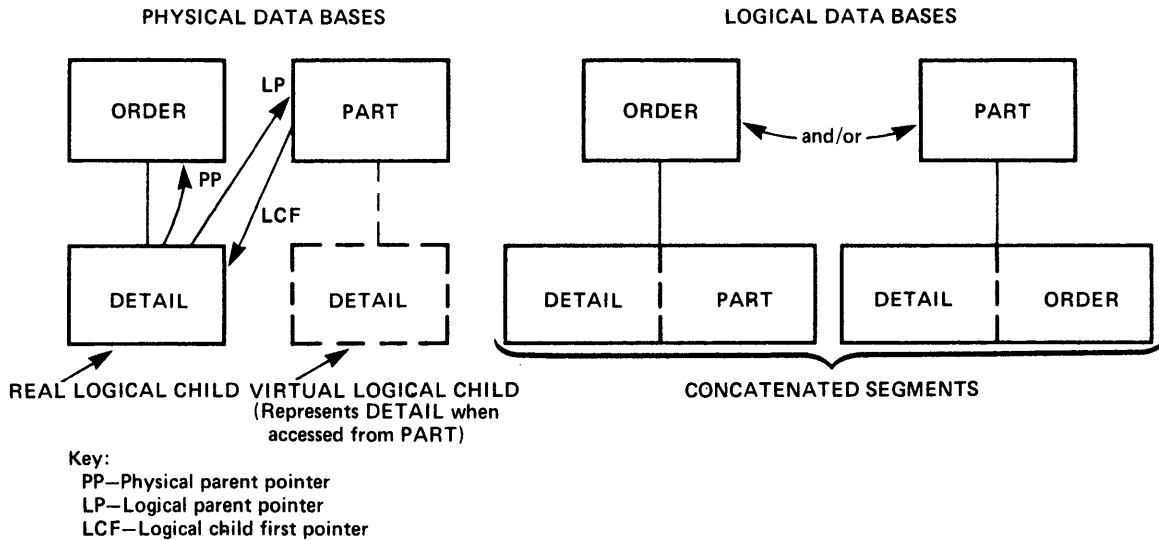 PHYSICAL DATA BASES
LOGICAL DATA BASES
ORDER
LP
PART
PP
LCF
DETAIL
DETAIL
ORDER
and/or
PART
DETAIL
PART
DETAIL
ORDER
REAL LOGICAL CHILD
VIRTUAL LOGICAL CHILD
(Represents DETAIL when
accessed from PART)
CONCATENATED SEGMENTS
Key:
PP—Physical parent pointer
LP—Logical parent pointer
LCF—Logical child first pointer